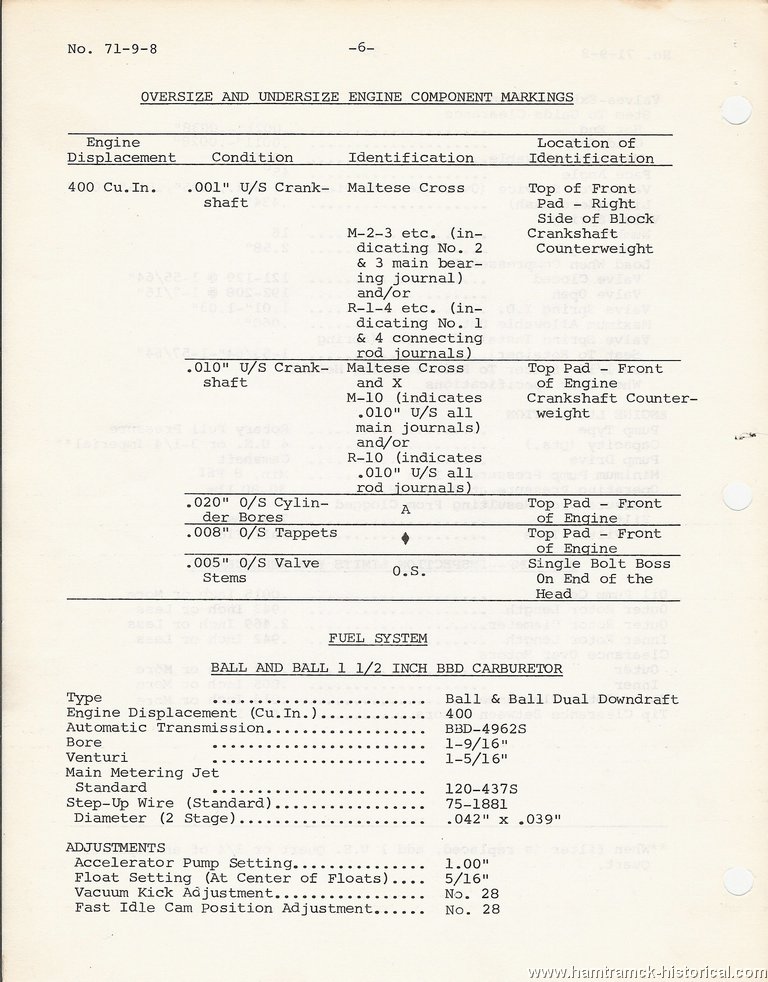 No. 71-9-8 -6-
OVERSIZE AND UNDERSIZE ENGINE COMPONENT MARKINGS
Engine Location of
Displacement Condition Identification Identification
400 Cu.In. .001" U/S Crank- Maltese Cross Top of Front
shaft Pad - Right
Side of Block
M-2-3 etc. (in- Crankshaft
dicating No. 2 Counterweight
& 3 main bear-
ing journal)
and/or
R-1-4 etc. (in-
dicating No. 1
& 4 connecting
rod journals)
.010" U/S Crank- Maltese Cross Top Pad - Front
shaft and X of Engine
M-10 (indicates Crankshaft Counter-
.010" U/S all weight
main journals)
and/or
R-10 (indicates
.010" U/S all
rod journals)
.020" O/S Cylin- A Top Pad - Front
der Bores of Engine
.008" O/S Tappets ♦ Top Pad - Front
of Engine
.005" O/S Valve O.S. Single Bolt Boss
Stems On End of the
Head
FUEL SYSTEM
BALL AND BALL 1 1/2 INCH BBD CARBURETOR
Type ........................ Ball & Ball Dual Downdraft
Engine Displacement (Cu.In.)............ 400
Automatic Transmission.................. BBD-4962S
Bore ........................ 1-9/16"
Venturi ........................ 1-5/16"
Main Metering Jet
Standard ........................ 120-437S
Step-Up Wire (Standard)................. 75-1881
Diameter (2 Stage)..................... .042" x .039"
ADJUSTMENTS
Accelerator Pump Setting............... 1.00"
Float Setting (At Center of Floats).... 5/16"
Vacuum Kick Adjustment................. No. 28
Fast Idle Cam Position Adjustment...... No. 28
www.hamtramck-historical.com